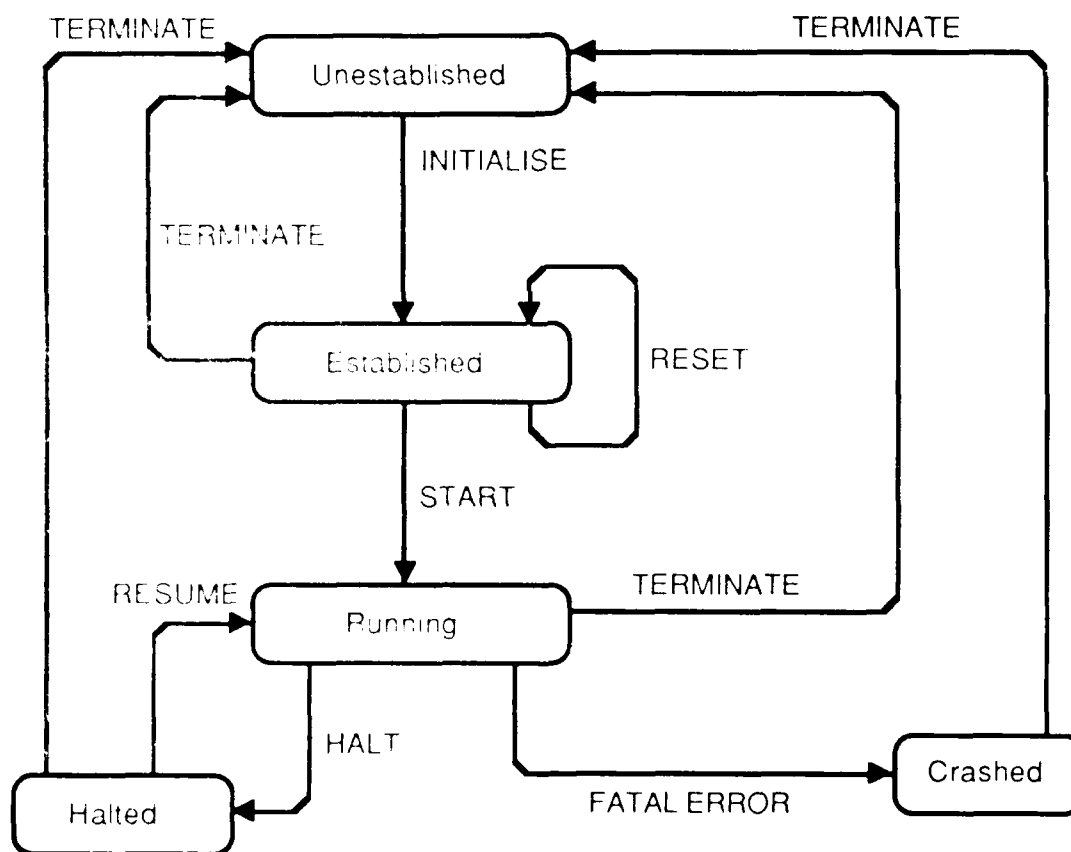 TERMINATE
TERMINATE
Unestablished
INITIALISE
TERMINATE
Established
RESET
START
RESUME
TERMINATE
Running
HALT
Crashed
Halted
FATAL ERROR